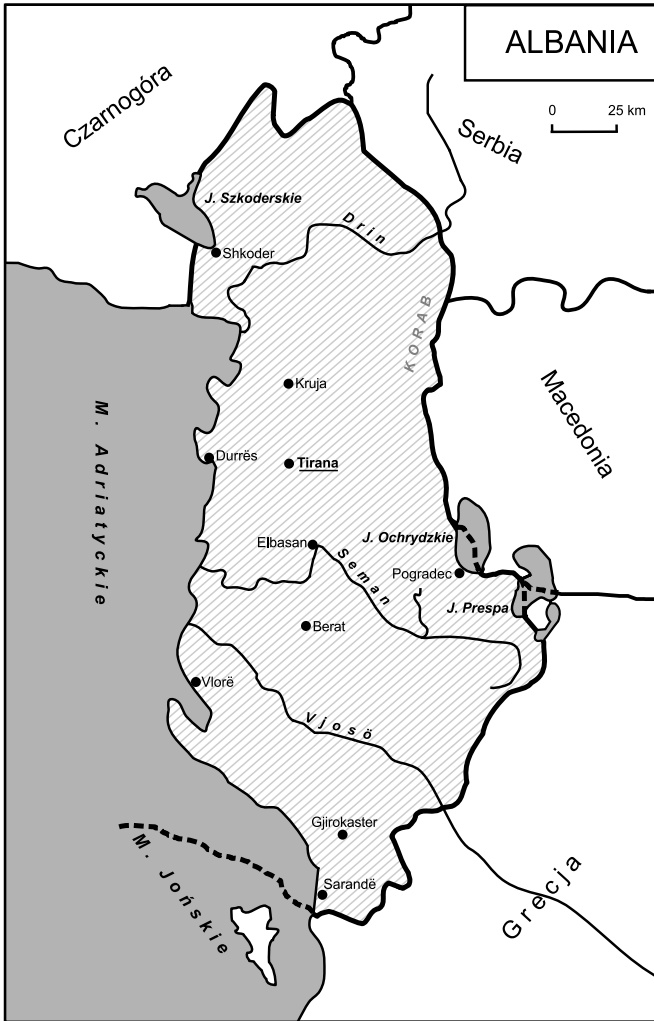 ALBANIA
0 25 km
Czarnogóra
Serbia
J. Szkoderskie
Drin
Shkoder
KORAB
Kruja
Macedonia
M. Adriatyckie
Durrës
Tirana
Elbasan
J. Ochrydzkie
Seman
Pogradec
J. Prespa
Berat
Vlorë
Vjosö
Gjirokaster
M. Jońskie
Sarandë
Grecja